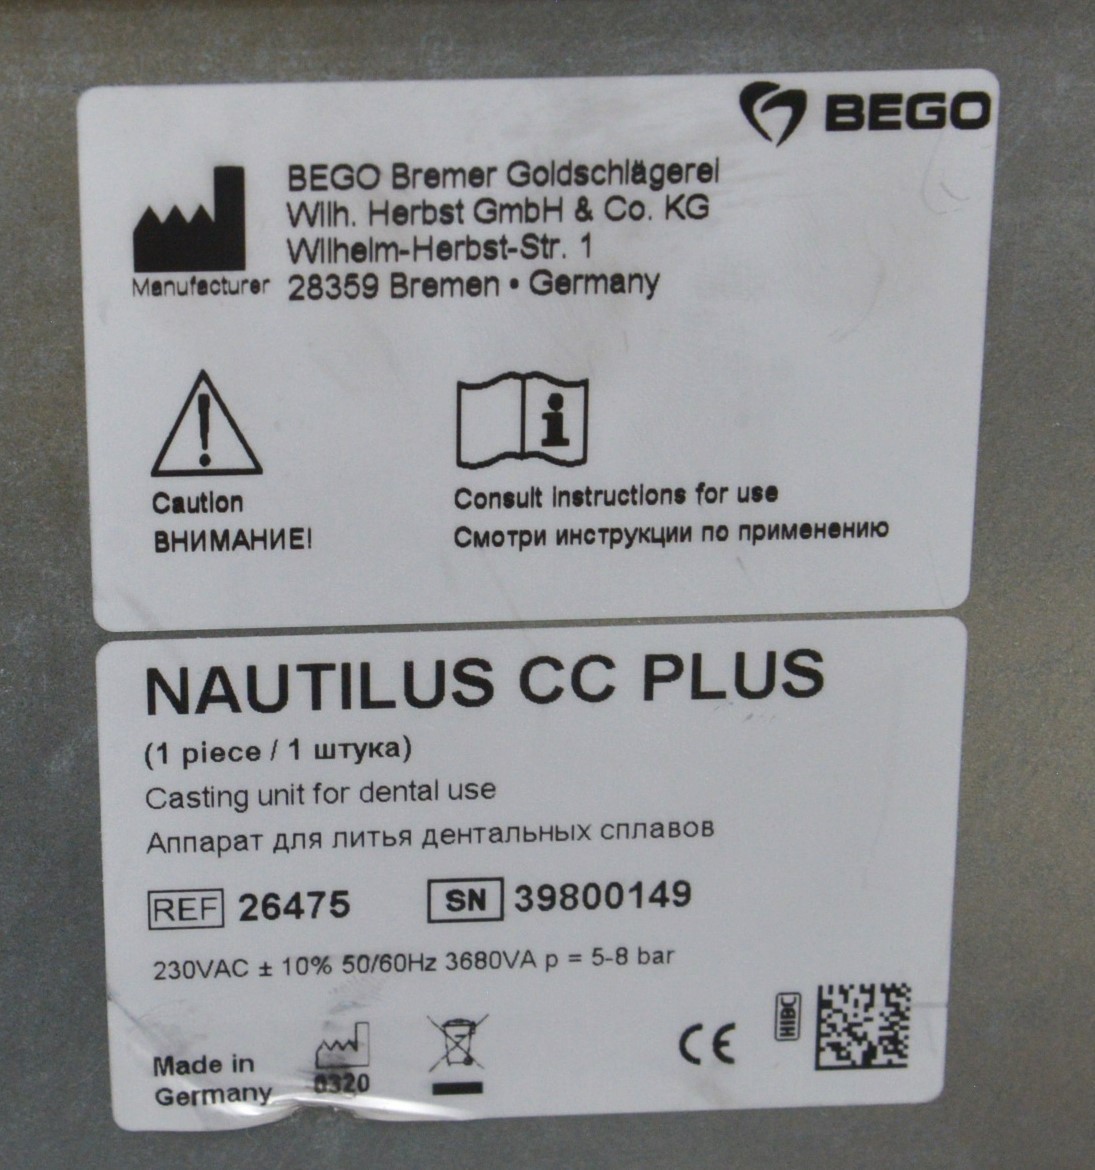 BEGO
BEGO Bremer Goldschlägerei
Wilh. Herbst GmbH & Co. KG
Wilhelm-Herbst-Str. 1
28359 Bremen • Germany
Manufacturer
Caution
ВНИМАНИЕ!
Consult instructions for use
Смотри инструкции по применению
NAUTILUS CC PLUS
(1 piece / 1 штука)
Casting unit for dental use
Аппарат для литья дентальных сплавов
REF 26475 SN 39800149
230VAC ± 10% 50/60Hz 3680VA p = 5-8 bar
Made in
Germany
0320
CE
HIBC